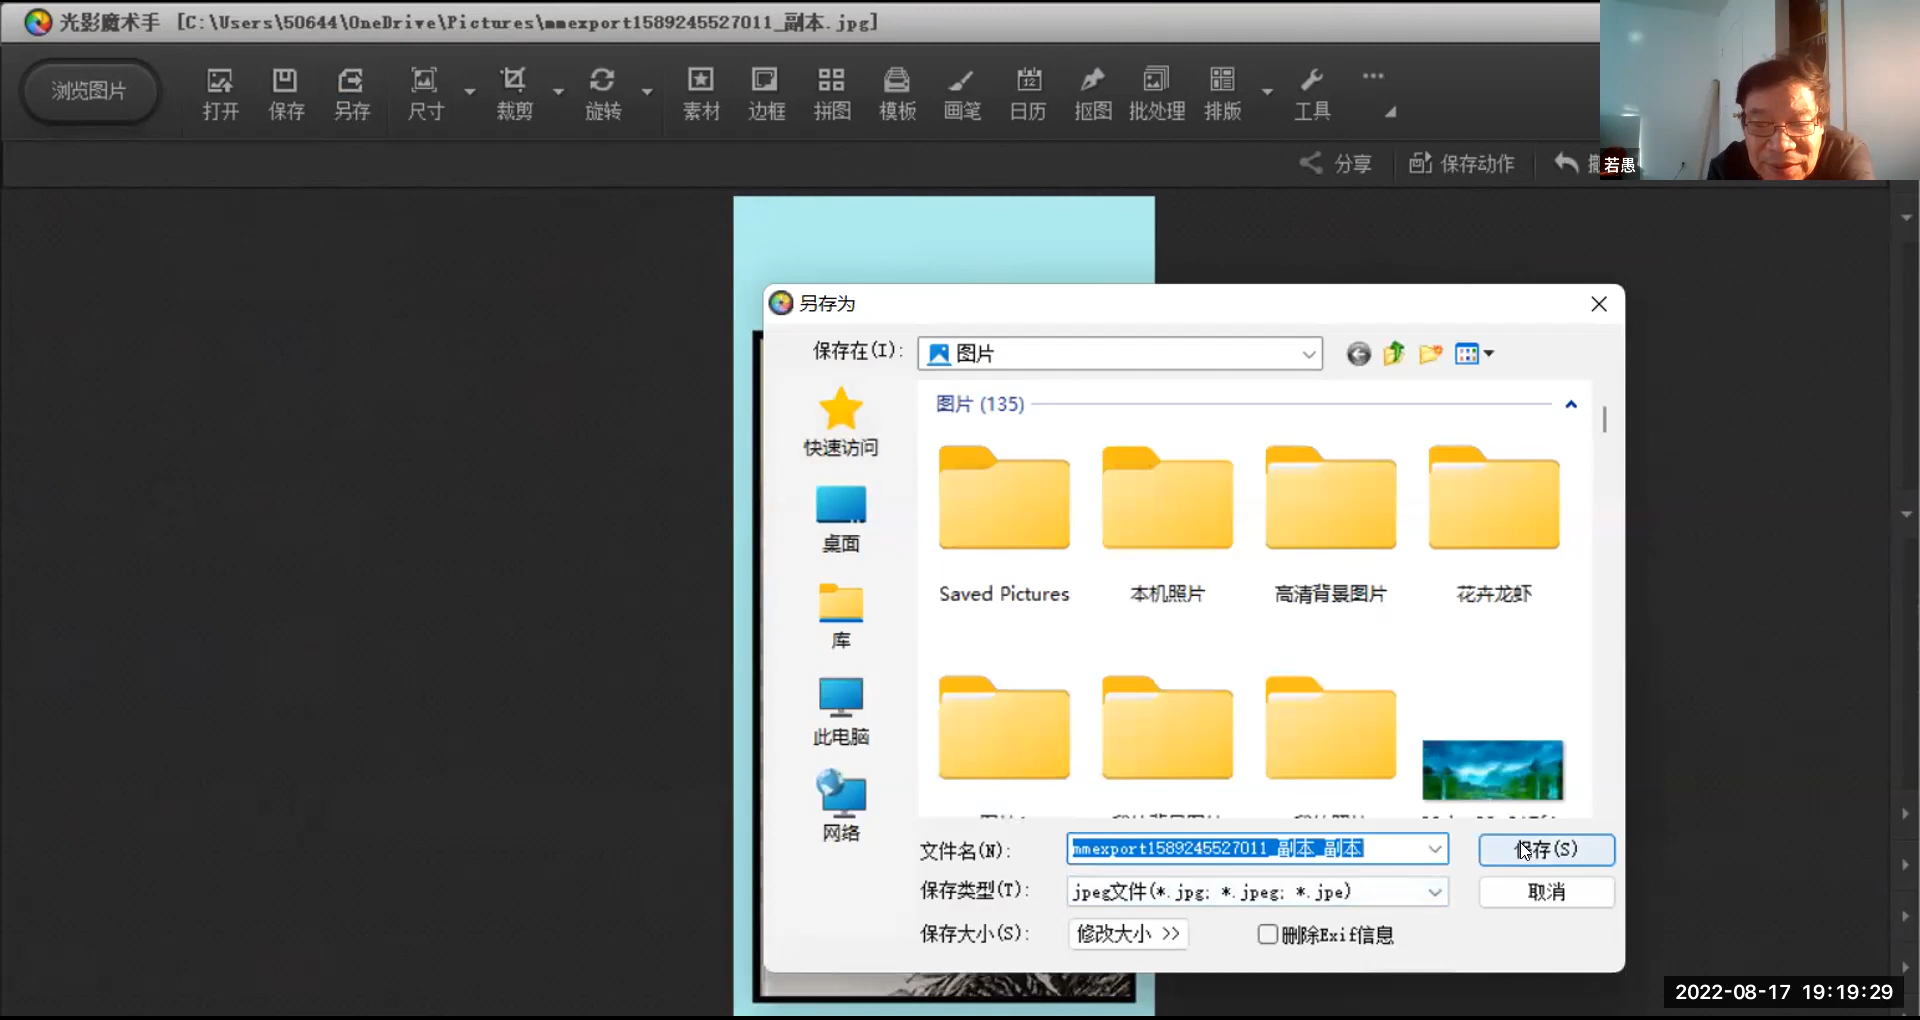 光影魔术手 [C:\Users\50644\OneDrive\Pictures\mmexport1589245527011_副本.jpg]
浏览图片
打开
保存
另存
尺寸
裁剪
旋转
素材
边框
拼图
模板
画笔
日历
抠图
批处理
排版
工具
分享
保存动作
若愚
另存为
保存在(I):
图片
快速访问
桌面
库
此电脑
网络
图片 (135)
Saved Pictures
本机照片
高清背景图片
花卉龙虾
文件名(N):
mmexport1589245527011_副本_副本
保存(S)
保存类型(T):
jpeg文件(*.jpg; *.jpeg; *.jpe)
取消
保存大小(S):
修改大小 >>
删除Exif信息
2022-08-17 19:19:29